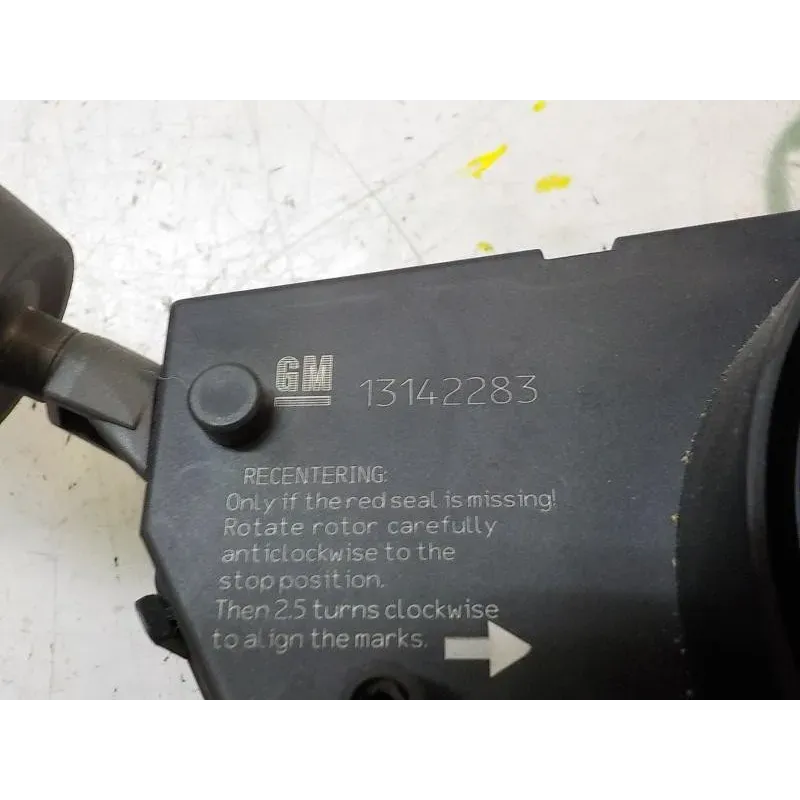 GM 13142283
RECENTERING:
Only if the red seal is missing!
Rotate rotor carefully
anticlockwise to the
stop position.
Then 2.5 turns clockwise
to align the marks.